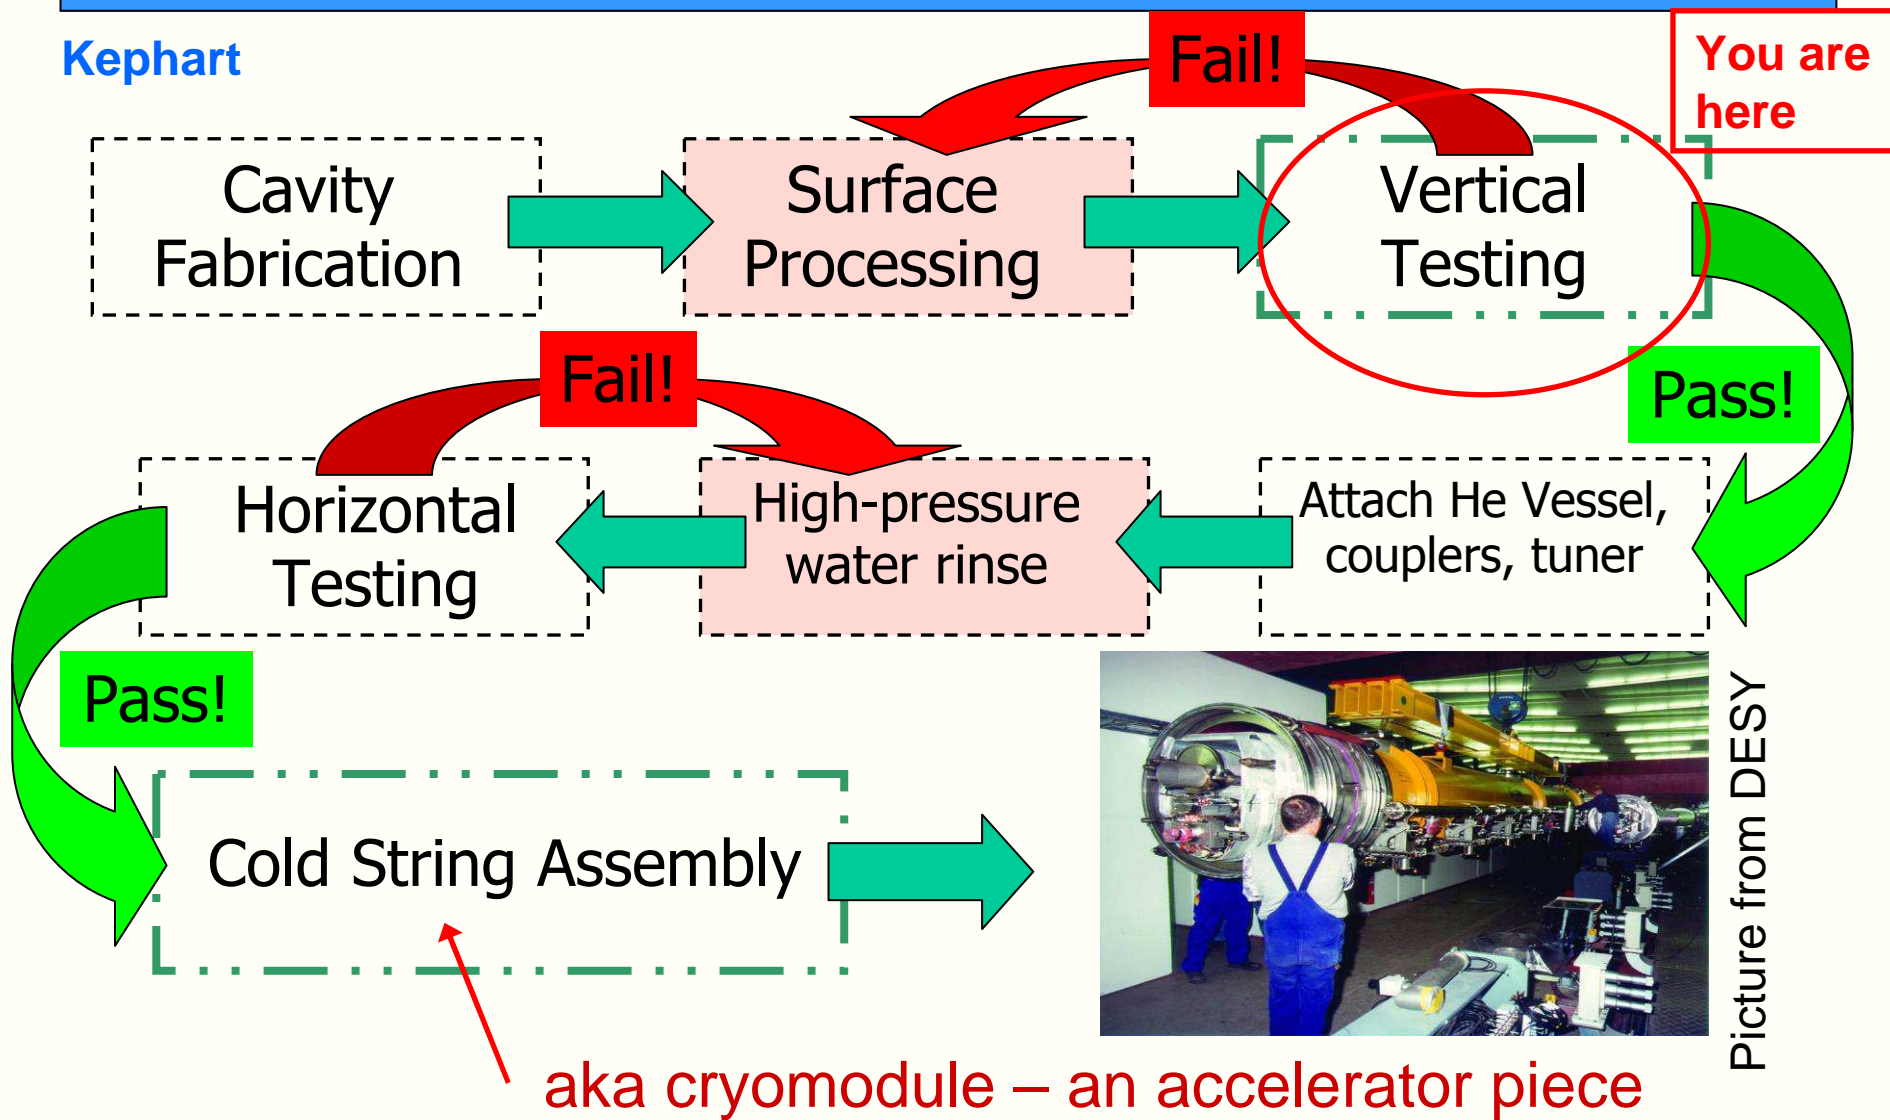 Kephart
Fail!
You are
here
Cavity
Fabrication
Surface
Processing
Vertical
Testing
Fail!
Pass!
Horizontal
Testing
High-pressure
water rinse
Attach He Vessel,
couplers, tuner
Pass!
Cold String Assembly
Picture from DESY
aka cryomodule – an accelerator piece